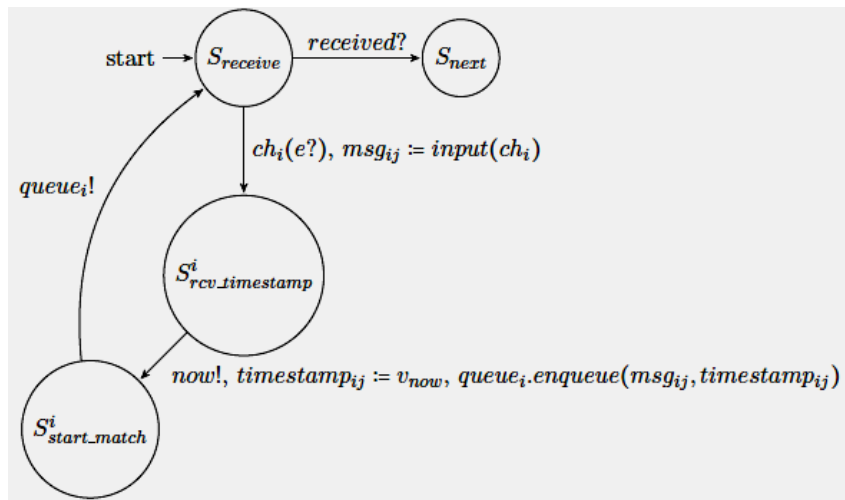 start S_receive received? S_next
ch_i(e?), msg_ij := input(ch_i)
queue_i!
S^i_rcv_timestamp
now!, timestamp_ij := v_now, queue_i.enqueue(msg_ij, timestamp_ij)
S^i_start_match